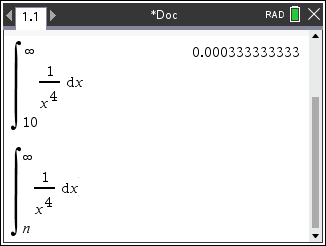 1.1
*Doc
RAD
∞
∫ 1/x⁴ dx
10
0.000333333333
∞
∫ 1/x⁴ dx
n